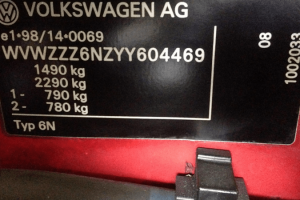 VOLKSWAGEN AG
e1*98/14*0069
WVWZZZ6NZYY604469
1490 kg
2290 kg
1- 790 kg
2- 780 kg
Typ 6N
08
1002033